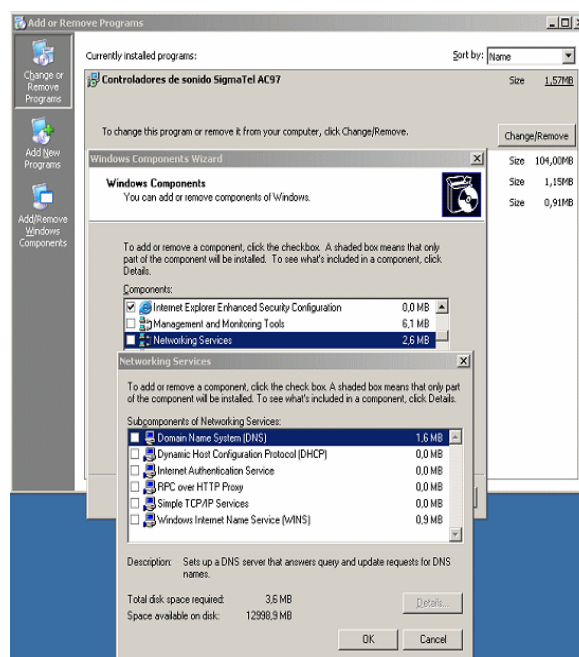 Add or Remove Programs
Change or
Remove
Programs
Add New
Programs
Add/Remove
Windows
Components
Currently installed programs:
Sort by: Name
Controladores de sonido SigmaTel AC97
Size 1,57MB
To change this program or remove it from your computer, click Change/Remove.
Change/Remove
Size 104,00MB
Size 1,15MB
Size 0,91MB
Windows Components Wizard
Windows Components
You can add or remove components of Windows.
To add or remove a component, click the checkbox. A shaded box means that only
part of the component will be installed. To see what's included in a component, click
Details.
Components:
Internet Explorer Enhanced Security Configuration 0,0 MB
Management and Monitoring Tools 6,1 MB
Networking Services 2,6 MB
Networking Services
To add or remove a component, click the check box. A shaded box means that only part
of the component will be installed. To see what's included in a component, click Details.
Subcomponents of Networking Services:
Domain Name System (DNS) 1,6 MB
Dynamic Host Configuration Protocol (DHCP) 0,0 MB
Internet Authentication Service 0,0 MB
RPC over HTTP Proxy 0,0 MB
Simple TCP/IP Services 0,0 MB
Windows Internet Name Service (WINS) 0,9 MB
Description: Sets up a DNS server that answers query and update requests for DNS
names.
Total disk space required: 3,6 MB
Space available on disk: 12998,9 MB
Details...
OK Cancel